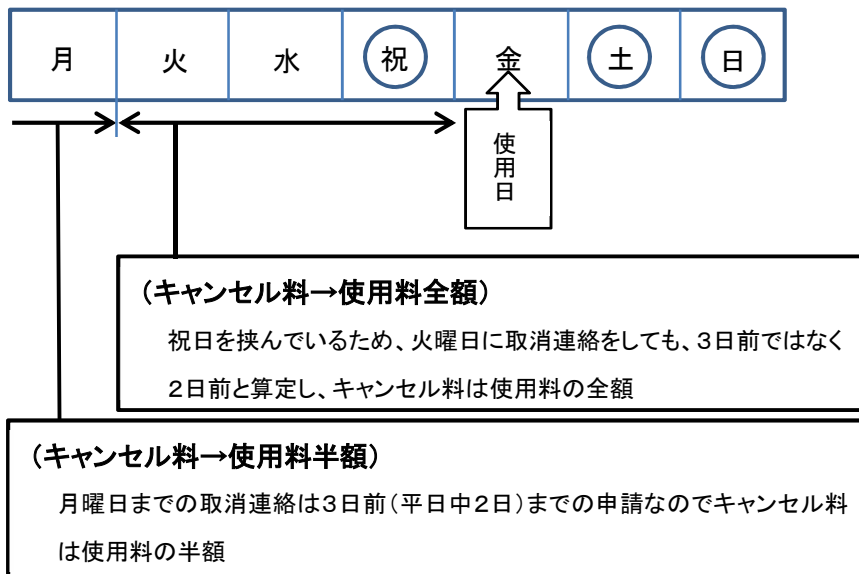 月 火 水 祝 金 土 日
使用日
(キャンセル料→使用料全額)
祝日を挟んでいるため、火曜日に取消連絡をしても、3日前ではなく
2日前と算定し、キャンセル料は使用料の全額
(キャンセル料→使用料半額)
月曜日までの取消連絡は3日前(平日中2日)までの申請なのでキャンセル料
は使用料の半額